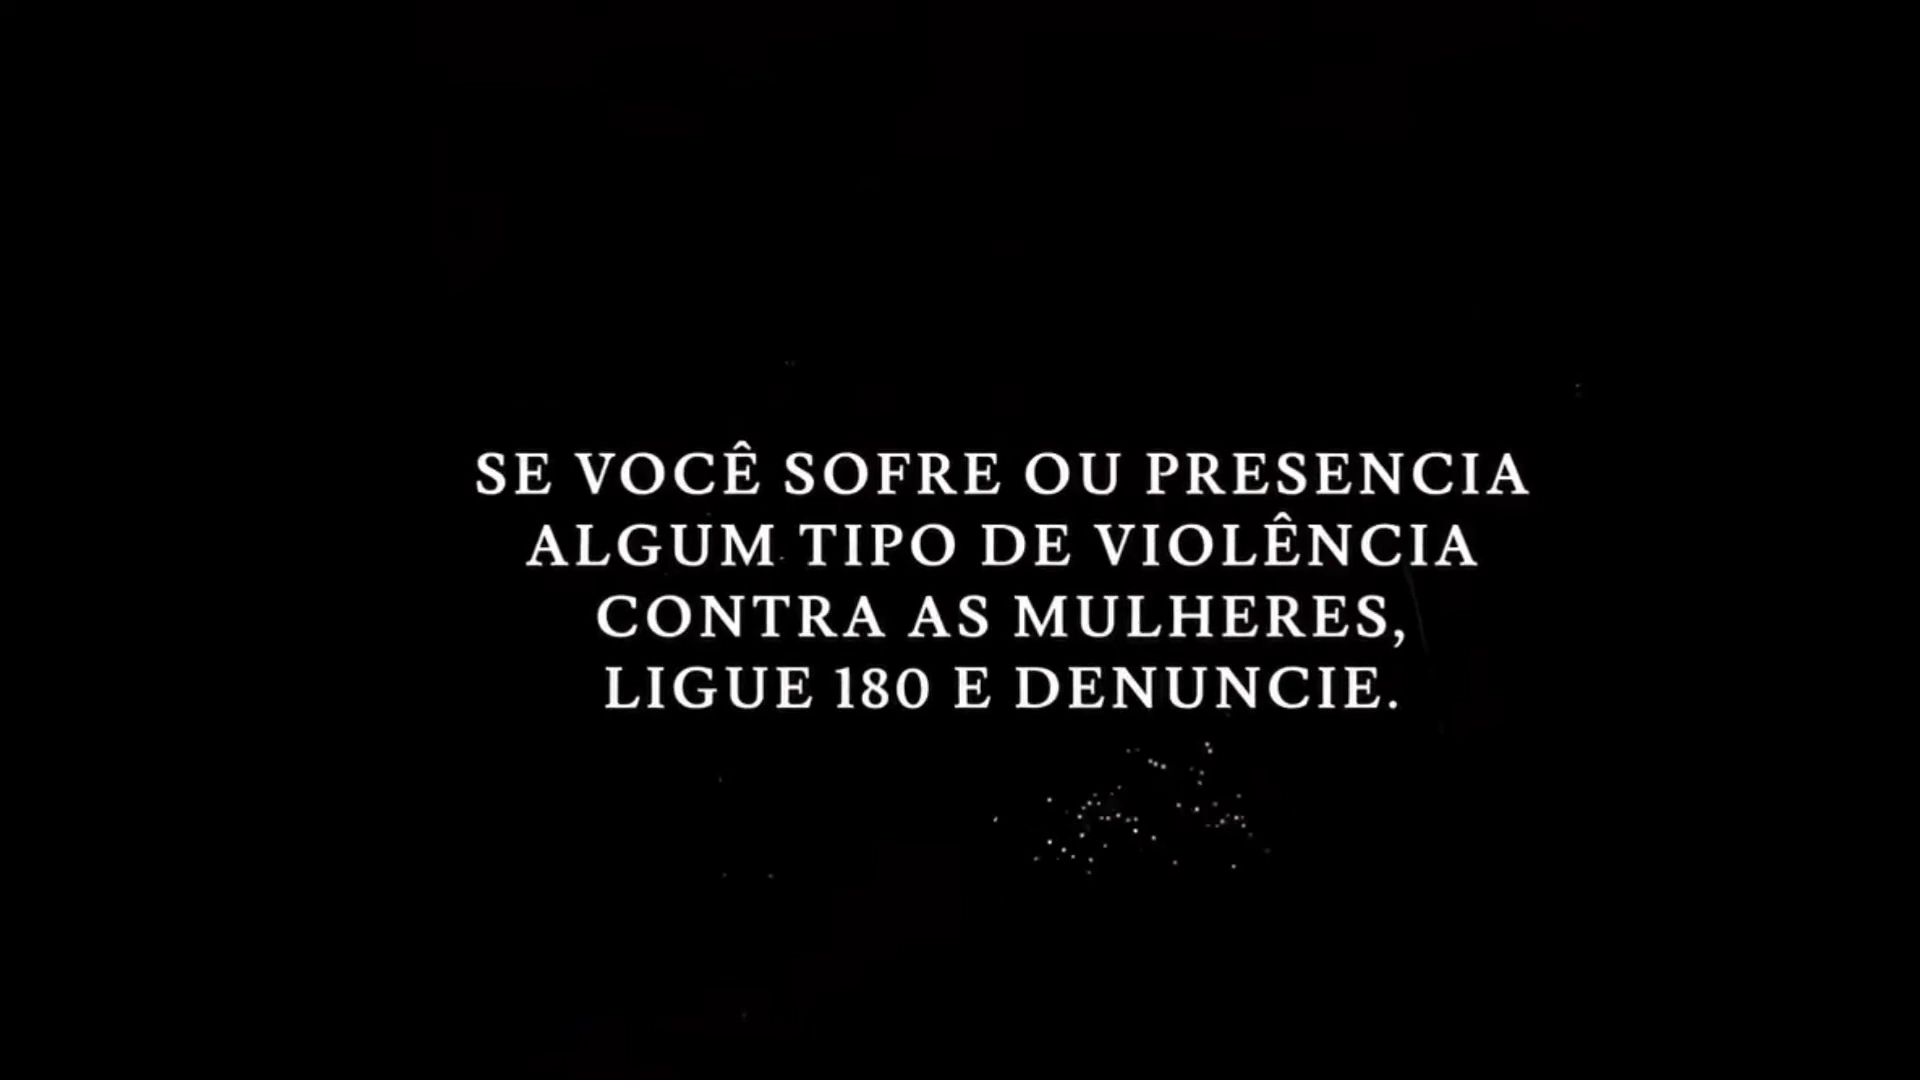 SE VOCÊ SOFRE OU PRESENCIA
ALGUM TIPO DE VIOLÊNCIA
CONTRA AS MULHERES,
LIGUE 180 E DENUNCIE.